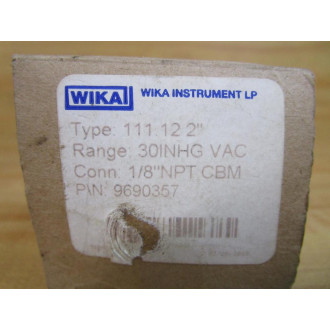 WIKA WIKA INSTRUMENT LP
Type: 111.12 2"
Range: 30INHG VAC
Conn: 1/8"NPT CBM
P\N: 9690357